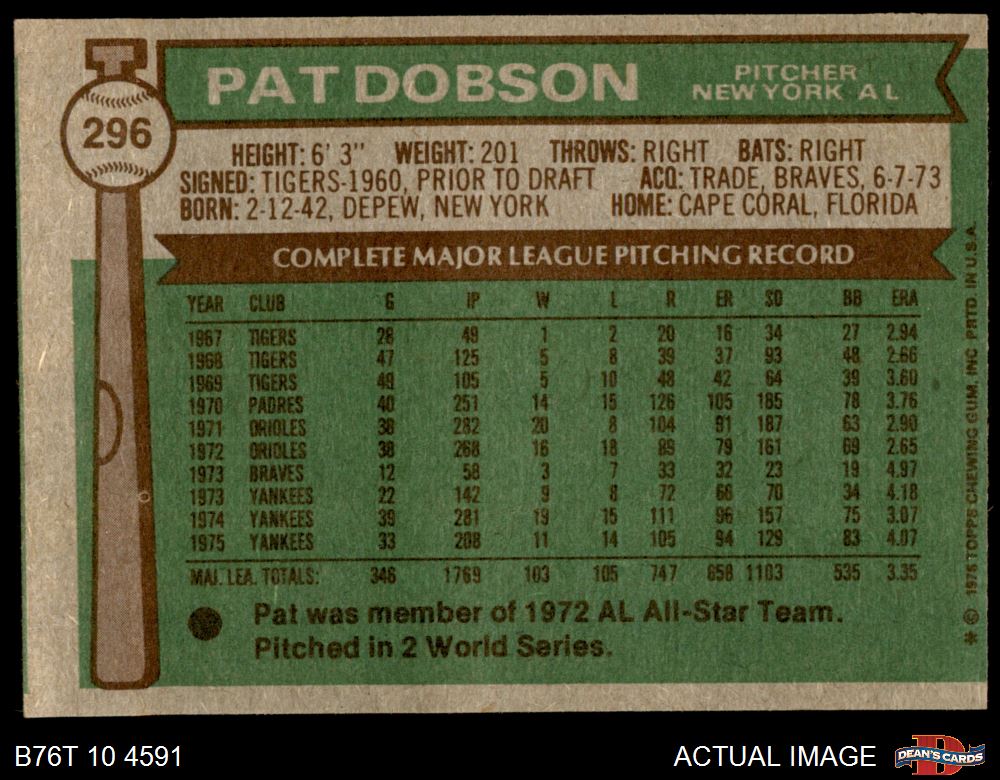 T
296
PAT DOBSON
PITCHER
NEW YORK A L
HEIGHT: 6' 3" WEIGHT: 201 THROWS: RIGHT BATS: RIGHT
SIGNED: TIGERS-1960, PRIOR TO DRAFT ACQ: TRADE, BRAVES, 6-7-73
BORN: 2-12-42, DEPEW, NEW YORK HOME: CAPE CORAL, FLORIDA
COMPLETE MAJOR LEAGUE PITCHING RECORD
YEAR CLUB G IP W L R ER SO BB ERA
1967 TIGERS 28 49 1 2 20 16 34 27 2.94
1968 TIGERS 47 125 5 8 39 37 93 48 2.66
1969 TIGERS 49 105 5 10 48 42 64 39 3.60
1970 PADRES 40 251 14 15 126 105 185 78 3.76
1971 ORIOLES 38 282 20 8 104 91 187 63 2.90
1972 ORIOLES 38 268 16 18 89 79 161 69 2.65
1973 BRAVES 12 58 3 7 33 32 23 19 4.97
1973 YANKEES 22 142 9 8 72 66 70 34 4.18
1974 YANKEES 39 281 19 15 111 96 157 75 3.07
1975 YANKEES 33 208 11 14 105 94 129 83 4.07
MAJ. LEA. TOTALS: 346 1769 103 105 747 658 1103 535 3.35
Pat was member of 1972 AL All-Star Team.
Pitched in 2 World Series.
* © 1976 TOPPS CHEWING GUM, INC PRTD. IN U.S.A.
B76T 10 4591
ACTUAL IMAGE
D
DEAN'S CARDS